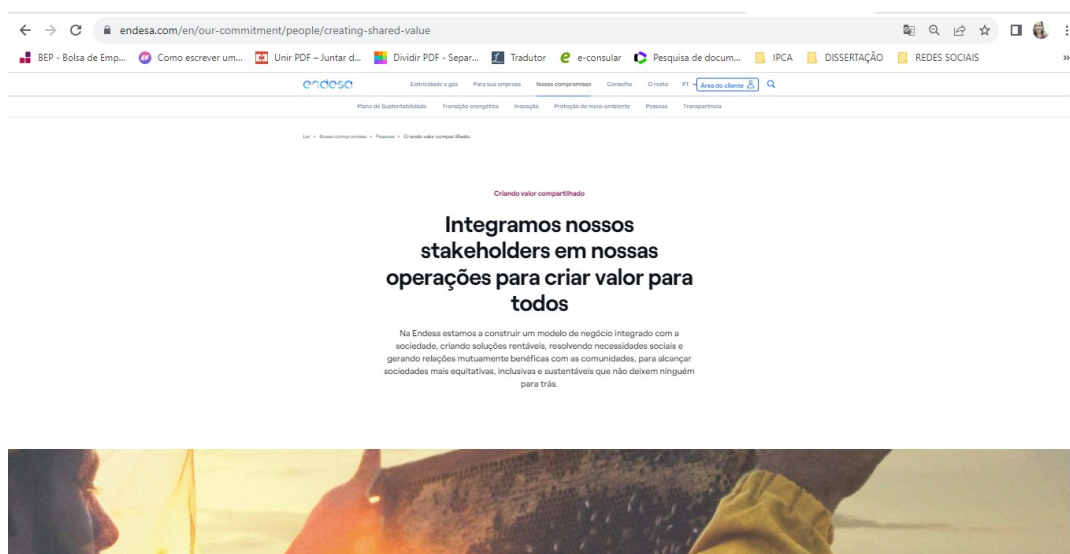 endesa.com/en/our-commitment/people/creating-shared-value
BEP - Bolsa de Emp... Como escrever um... Unir PDF – Juntar d... Dividir PDF - Separ... Tradutor e-consular Pesquisa de docum... IPCA DISSERTAÇÃO REDES SOCIAIS »
endesa Eletricidade e gás Para sua empresa Nosso compromisso Conselho O resto PT Área do cliente
Plano de Sustentabilidade Transição energética Inovação Proteção do meio-ambiente Pessoas Transparência
Lar > Nosso compromisso > Pessoas > Criando valor compartilhado
Criando valor compartilhado
Integramos nossos
stakeholders em nossas
operações para criar valor para
todos
Na Endesa estamos a construir um modelo de negócio integrado com a
sociedade, criando soluções rentáveis, resolvendo necessidades sociais e
gerando relações mutuamente benéficas com as comunidades, para alcançar
sociedades mais equitativas, inclusivas e sustentáveis que não deixem ninguém
para trás.